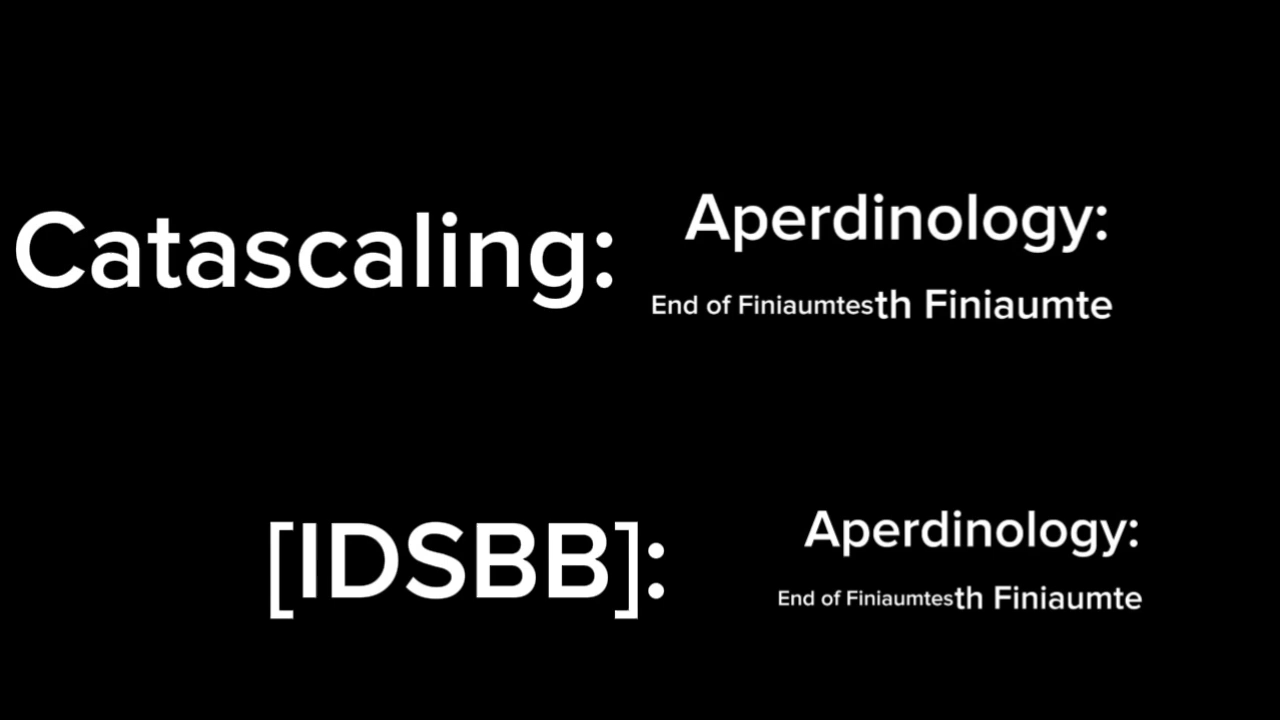 Catascaling:
Aperdinology:
End of Finiaumtesth Finiaumte
[IDSBB]:
Aperdinology:
End of Finiaumtesth Finiaumte